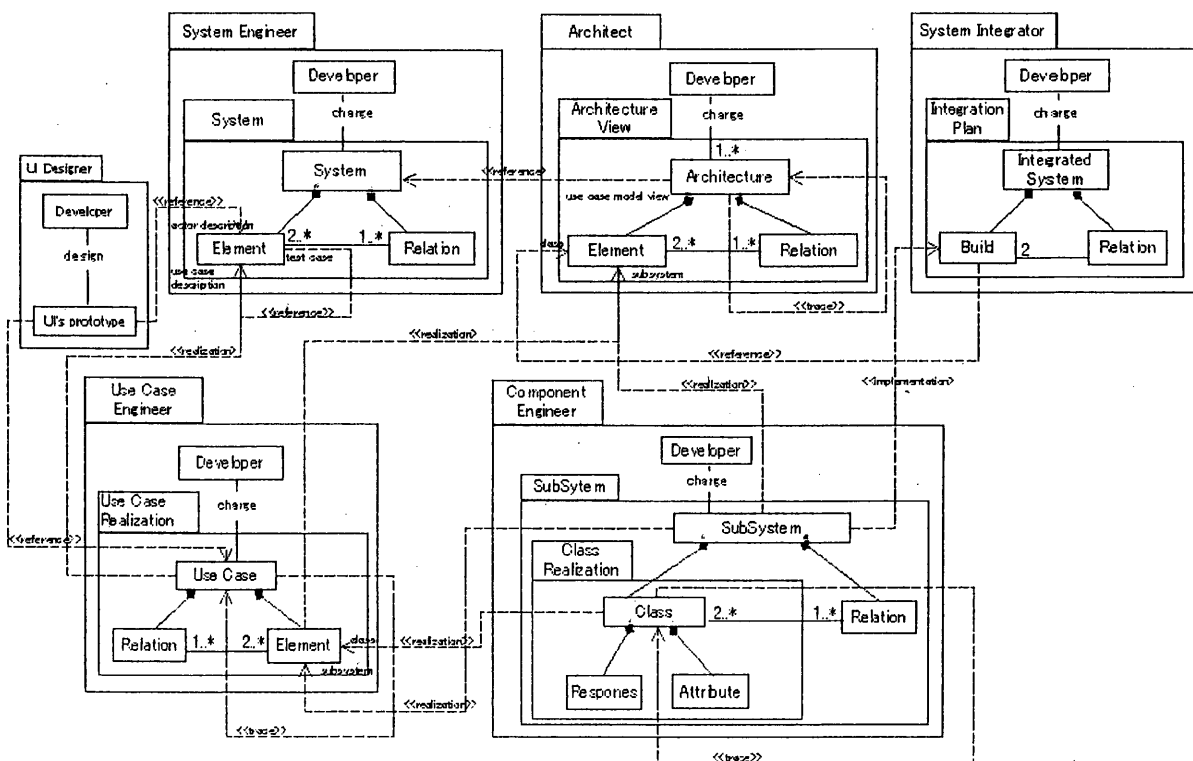 System Engineer
Developer
charge
System
System
Element
2..*
1..*
Relation
actor description
test case
use case
description
<<reference>>
UI Designer
Developer
design
UI's prototype
<<reference>>
<<reference>>
<<realization>>
Architect
Developer
charge
Architecture
View
1..*
Architecture
use case model view
class
Element
2..*
1..*
Relation
subsystem
<<trace>>
<<reference>>
<<realization>>
<<reference>>
<<realization>>
System Integrator
Developer
charge
Integration
Plan
Integrated
System
Build
2
Relation
<<implementation>>
Use Case
Engineer
Developer
charge
Use Case
Realization
<<reference>>
Use Case
Relation
1..*
2..*
Element
class
subsystem
<<trace>>
<<realization>>
<<realization>>
Component
Engineer
Developer
charge
SubSytem
SubSystem
Class
Realization
Class
2..*
1..*
Relation
Respones
Attribute
<<trace>>